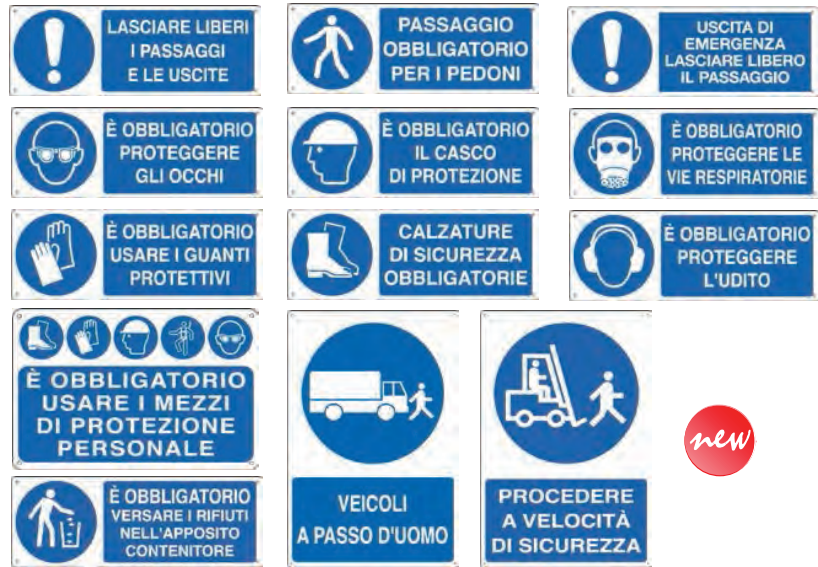 LASCIARE LIBERI
I PASSAGGI
E LE USCITE
PASSAGGIO
OBBLIGATORIO
PER I PEDONI
USCITA DI
EMERGENZA
LASCIARE LIBERO
IL PASSAGGIO
È OBBLIGATORIO
PROTEGGERE
GLI OCCHI
È OBBLIGATORIO
IL CASCO
DI PROTEZIONE
È OBBLIGATORIO
PROTEGGERE LE
VIE RESPIRATORIE
È OBBLIGATORIO
USARE I GUANTI
PROTETTIVI
CALZATURE
DI SICUREZZA
OBBLIGATORIE
È OBBLIGATORIO
PROTEGGERE
L'UDITO
È OBBLIGATORIO
USARE I MEZZI
DI PROTEZIONE
PERSONALE
VEICOLI
A PASSO D'UOMO
PROCEDERE
A VELOCITÀ
DI SICUREZZA
new
È OBBLIGATORIO
VERSARE I RIFIUTI
NELL'APPOSITO
CONTENITORE